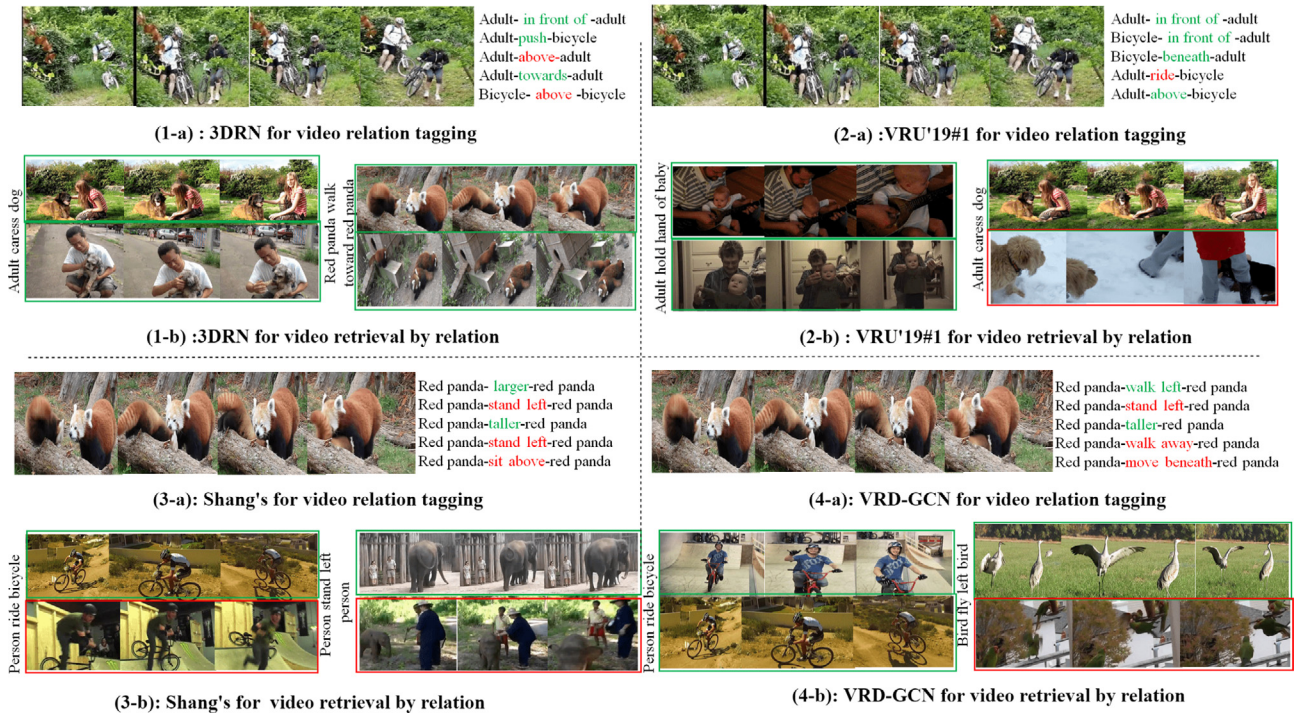 Adult- in front of -adult
Adult-push-bicycle
Adult-above-adult
Adult-towards-adult
Bicycle- above -bicycle
(1-a) : 3DRN for video relation tagging
Adult- in front of -adult
Bicycle- in front of -adult
Bicycle-beneath-adult
Adult-ride-bicycle
Adult-above-bicycle
(2-a) :VRU'19#1 for video relation tagging
Adult caress dog
Red panda walk
toward red panda
(1-b) :3DRN for video retrieval by relation
Adult hold hand of baby
Adult caress dog
(2-b) : VRU'19#1 for video retrieval by relation
Red panda- larger-red panda
Red panda-stand left-red panda
Red panda-taller-red panda
Red panda-stand left-red panda
Red panda-sit above-red panda
(3-a): Shang's for video relation tagging
Red panda-walk left-red panda
Red panda-stand left-red panda
Red panda-taller-red panda
Red panda-walk away-red panda
Red panda-move beneath-red panda
(4-a): VRD-GCN for video relation tagging
Person ride bicycle
Person stand left
person
(3-b): Shang's for video retrieval by relation
Person ride bicycle
Bird fly left bird
(4-b): VRD-GCN for video retrieval by relation